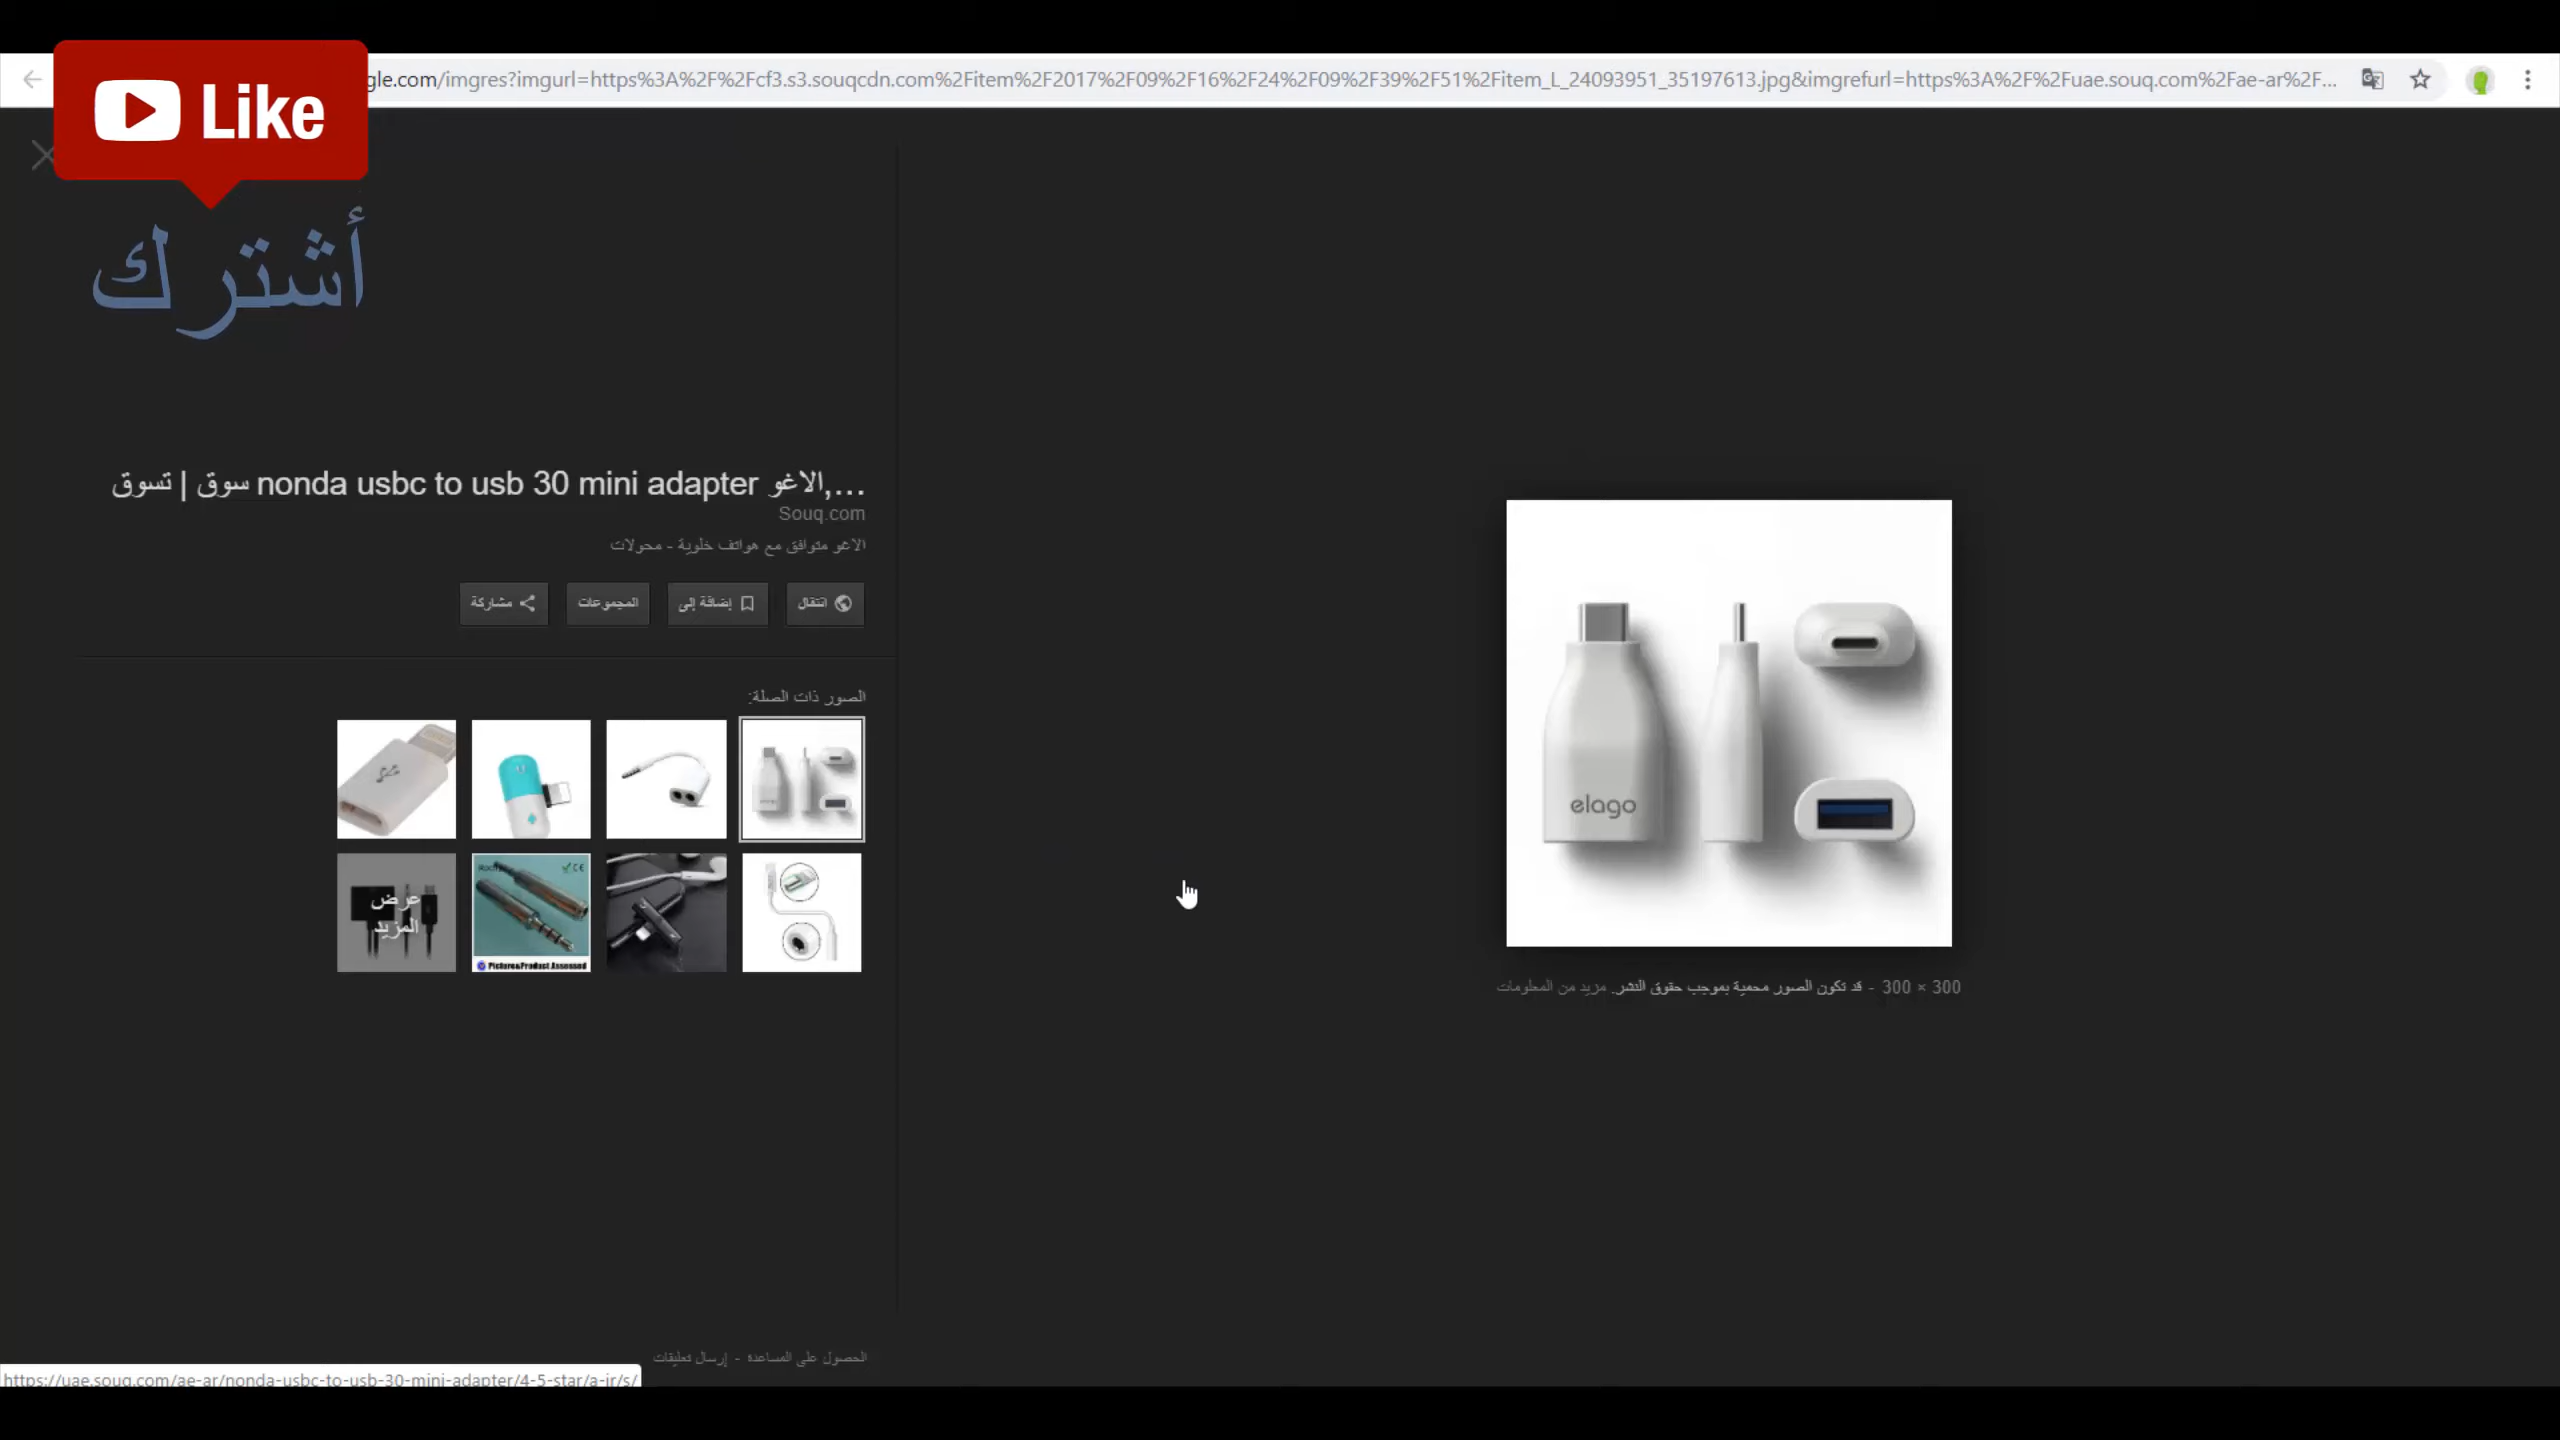 gle.com/imgres?imgurl=https%3A%2F%2Fcf3.s3.souqcdn.com%2Fitem%2F2017%2F09%2F16%2F24%2F09%2F39%2F51%2Fitem_L_24093951_35197613.jpg&imgrefurl=https%3A%2F%2Fuae.souq.com%2Fae-ar%2F...
Like
أشترك
سوق | تسوق nonda usbc to usb 30 mini adapter الاغو,...
Souq.com
الاغو متوافق مع هواتف خلوية - محولات
انتقال
إضافة إلى
المجموعات
مشاركة
الصور ذات الصلة:
elago
عرض
المزيد
Picture&Product Assessed
300 × 300 - قد تكون الصور محمية بموجب حقوق النشر. مزيد من المعلومات
الحصول على المساعدة - إرسال تعليقات
https://uae.souq.com/ae-ar/nonda-usbc-to-usb-30-mini-adapter/4-5-star/a-ir/s/